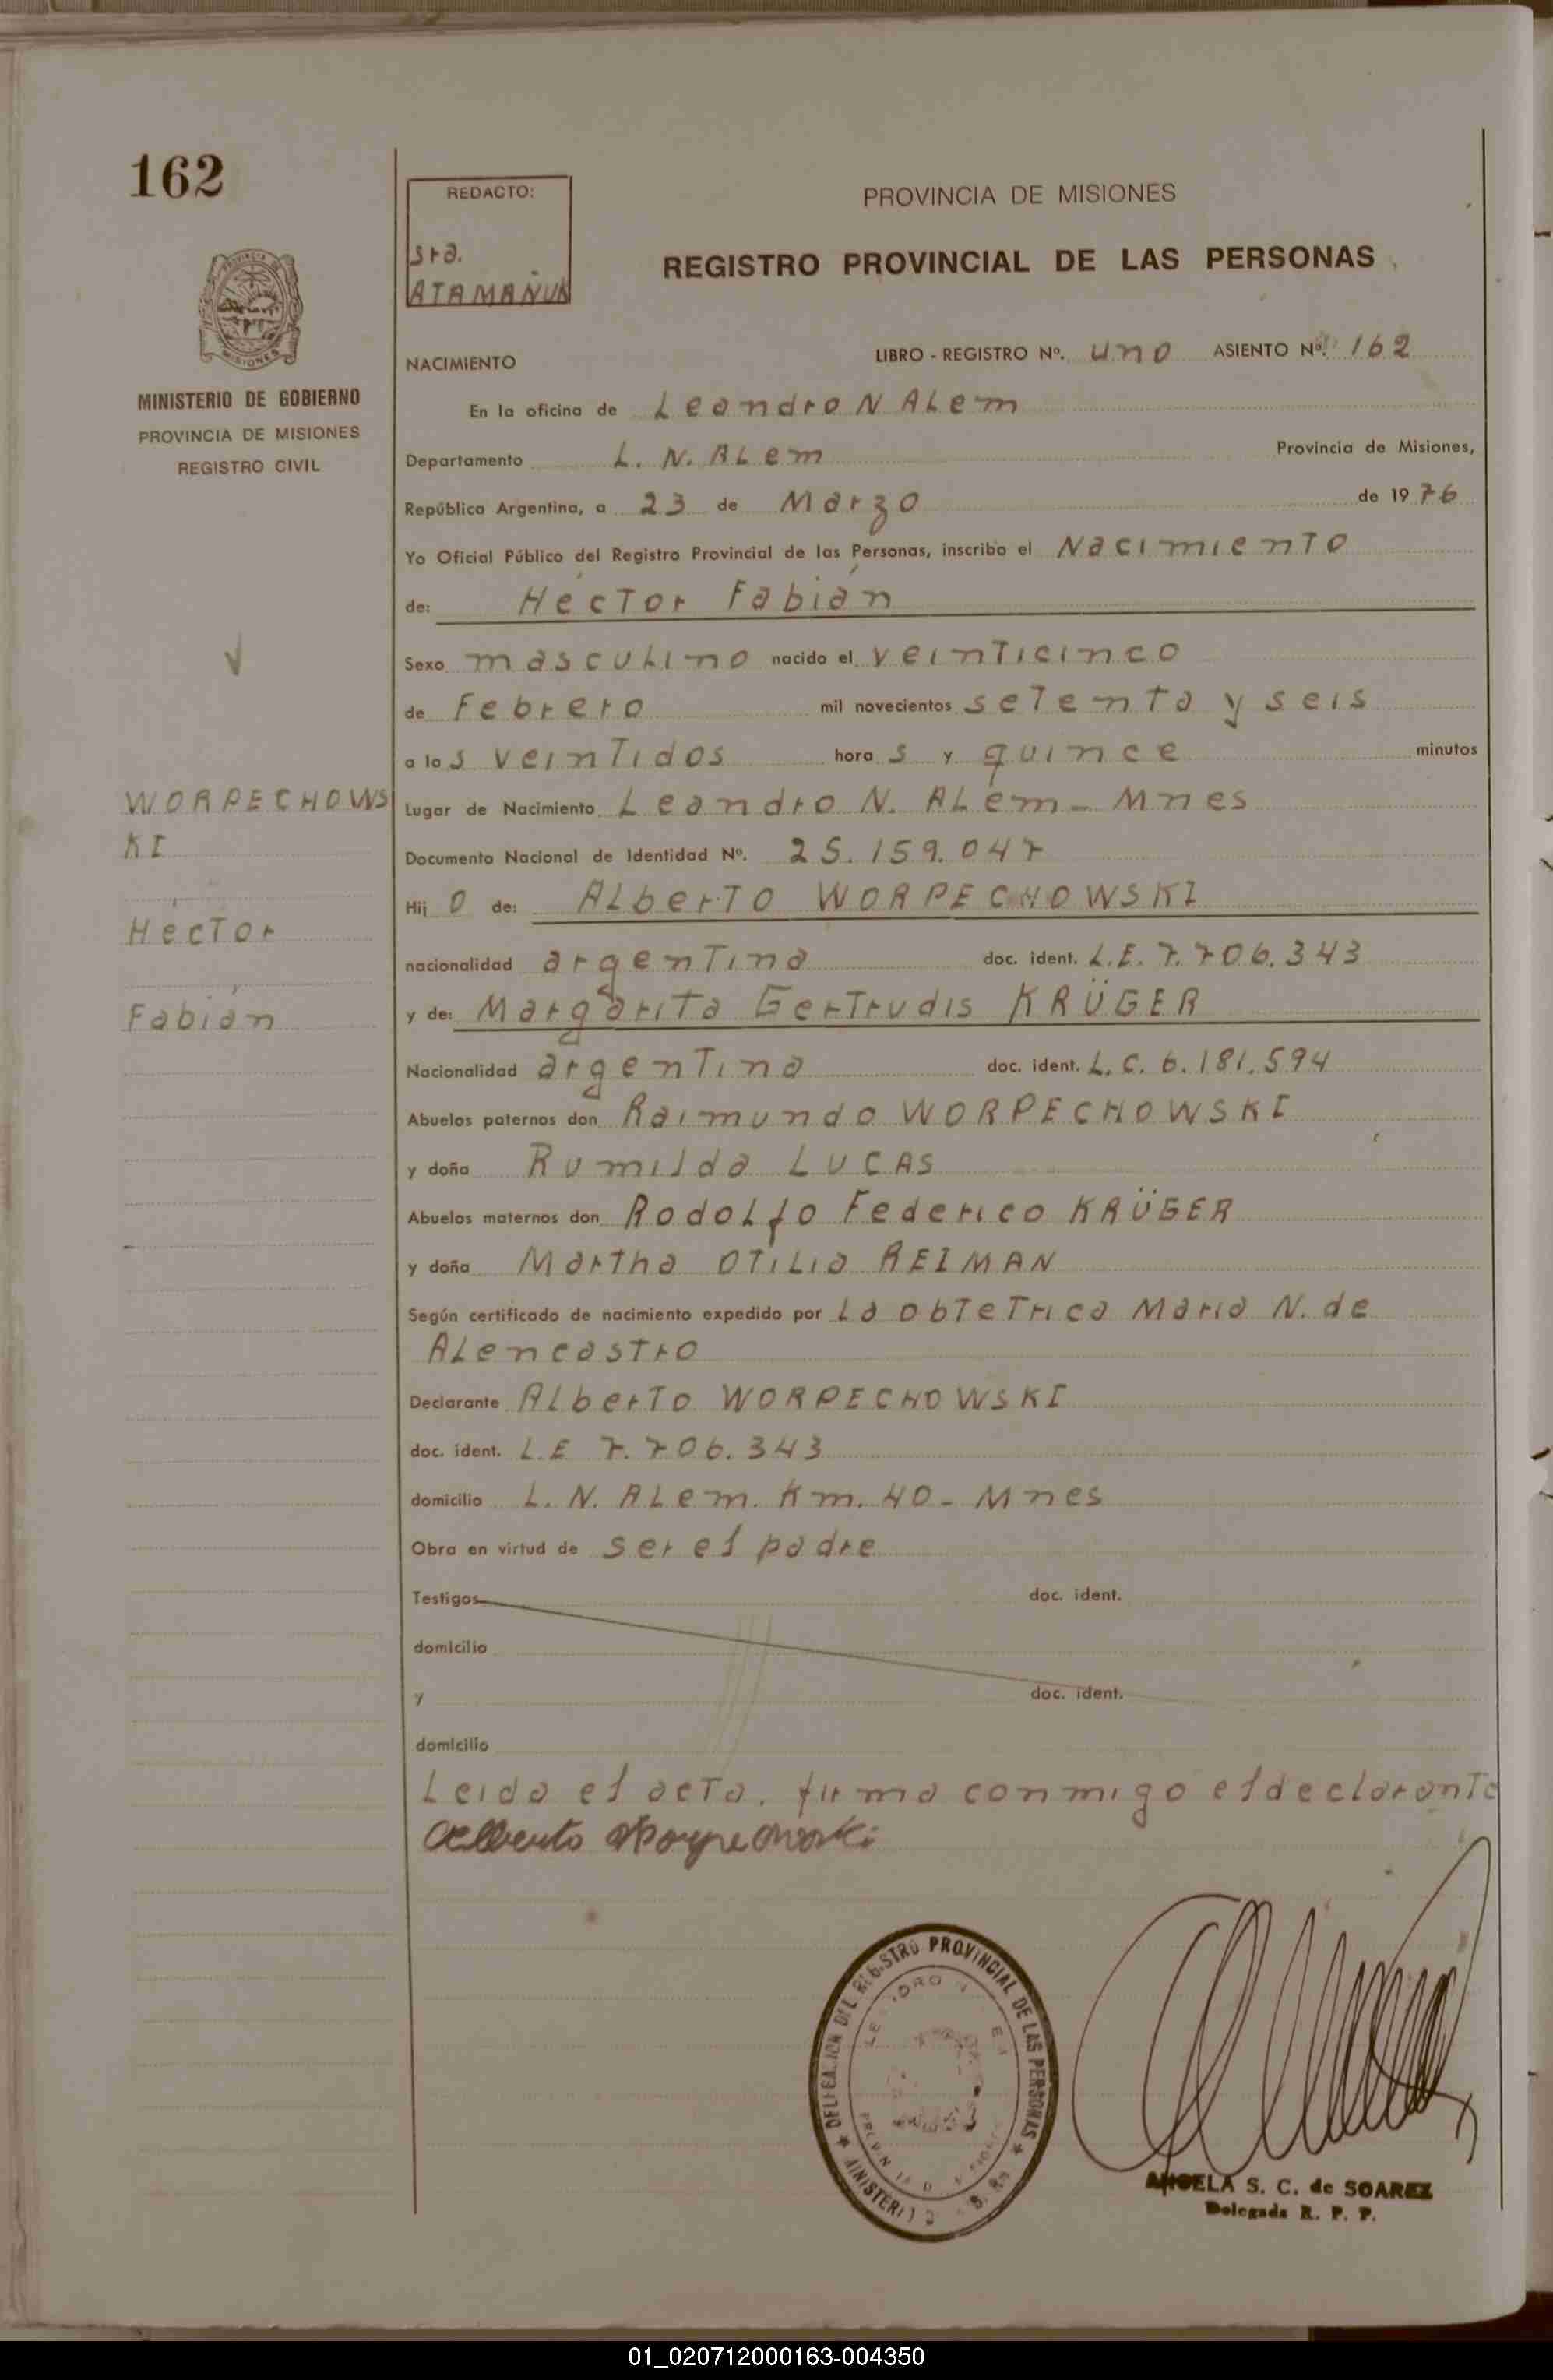 162
MINISTERIO DE GOBIERNO
PROVINCIA DE MISIONES
REGISTRO CIVIL
WORPECHOWS
KI
Héctor
Fabián
REDACTO:
Sra.
ATAMAÑUK
PROVINCIA DE MISIONES
REGISTRO PROVINCIAL DE LAS PERSONAS
NACIMIENTO LIBRO - REGISTRO Nº. uno ASIENTO Nº. 162
En la oficina de Leandro N ALem
Departamento L. N. ALem Provincia de Misiones,
República Argentina, a 23 de Marzo de 1976
Yo Oficial Público del Registro Provincial de las Personas, inscribo el Nacimiento
de: Héctor Fabián
Sexo masculino nacido el veinticinco
de Febrero mil novecientos setenta y seis
a las veintidos horas y quince minutos
Lugar de Nacimiento Leandro N. ALem - Mnes
Documento Nacional de Identidad Nº. 25.159.047
Hijo de: ALberto WORPECHOWSKI
nacionalidad argentina doc. ident. L.E. 7.706.343
y de: Margarita Gertrudis KRÜGER
Nacionalidad argentina doc. ident. L.C. 6.181.594
Abuelos paternos don Raimundo WORPECHOWSKI
y doña Rumilda LUCAS
Abuelos maternos don Rodolfo Federico KRÜGER
y doña Martha Otilia REIMAN
Según certificado de nacimiento expedido por La obtetrica Maria N. de
ALencastro
Declarante ALberto WORPECHOWSKI
doc. ident. L.E 7.706.343
domicilio L. N. ALem. Km. 40 - Mnes
Obra en virtud de ser el padre
Testigos doc. ident.
domicilio
y doc. ident.
domicilio
Leida el acta. firma conmigo el declarante
Alberto Worpechowski
DELEGACION DEL REGISTRO PROVINCIAL DE LAS PERSONAS
ANGELA S. C. de SOAREZ
Delegada R. P. P.
01_020712000163-004350